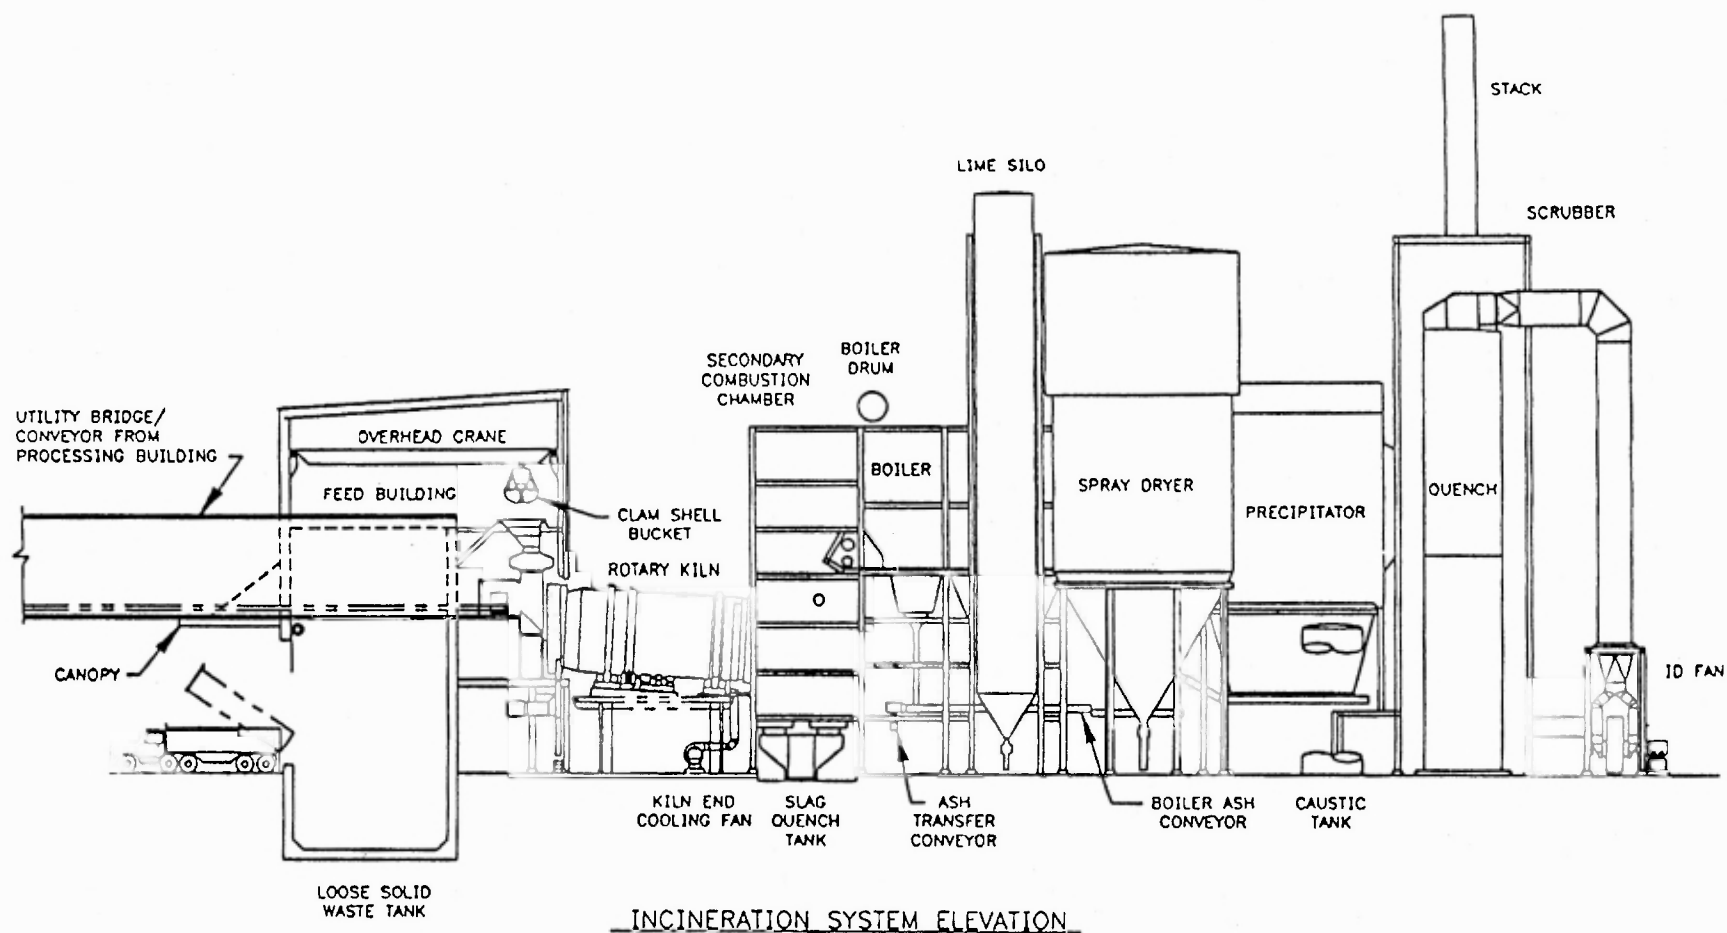 STACK
LIME SILO
SCRUBBER
SECONDARY
COMBUSTION
CHAMBER
BOILER
DRUM
UTILITY BRIDGE/
CONVEYOR FROM
PROCESSING BUILDING
OVERHEAD CRANE
FEED BUILDING
CLAM SHELL
BUCKET
BOILER
SPRAY DRYER
PRECIPITATOR
QUENCH
ROTARY KILN
CANOPY
ID FAN
KILN END
COOLING FAN
SLAG
QUENCH
TANK
ASH
TRANSFER
CONVEYOR
BOILER ASH
CONVEYOR
CAUSTIC
TANK
LOOSE SOLID
WASTE TANK
INCINERATION SYSTEM ELEVATION